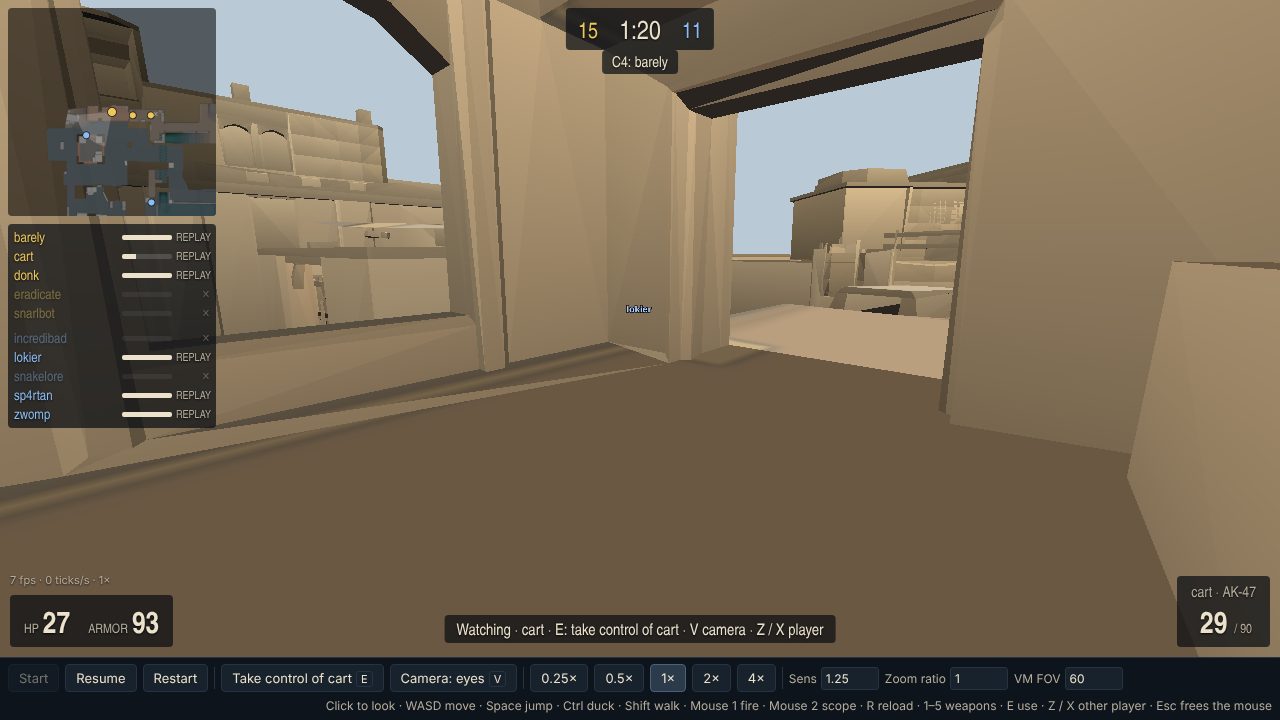 15 1:20 11
C4: barely
barely REPLAY
cart REPLAY
donk REPLAY
eradicate ×
snarlbot ×
incredibad ×
lokier REPLAY
snakelore ×
sp4rtan REPLAY
zwomp REPLAY
lokier
7 fps · 0 ticks/s · 1×
HP 27 ARMOR 93
Watching · cart · E: take control of cart · V camera · Z / X player
cart · AK-47
29 / 90
Start Resume Restart Take control of cart E Camera: eyes V 0.25× 0.5× 1× 2× 4× Sens 1.25 Zoom ratio 1 VM FOV 60
Click to look · WASD move · Space jump · Ctrl duck · Shift walk · Mouse 1 fire · Mouse 2 scope · R reload · 1–5 weapons · E use · Z / X other player · Esc frees the mouse